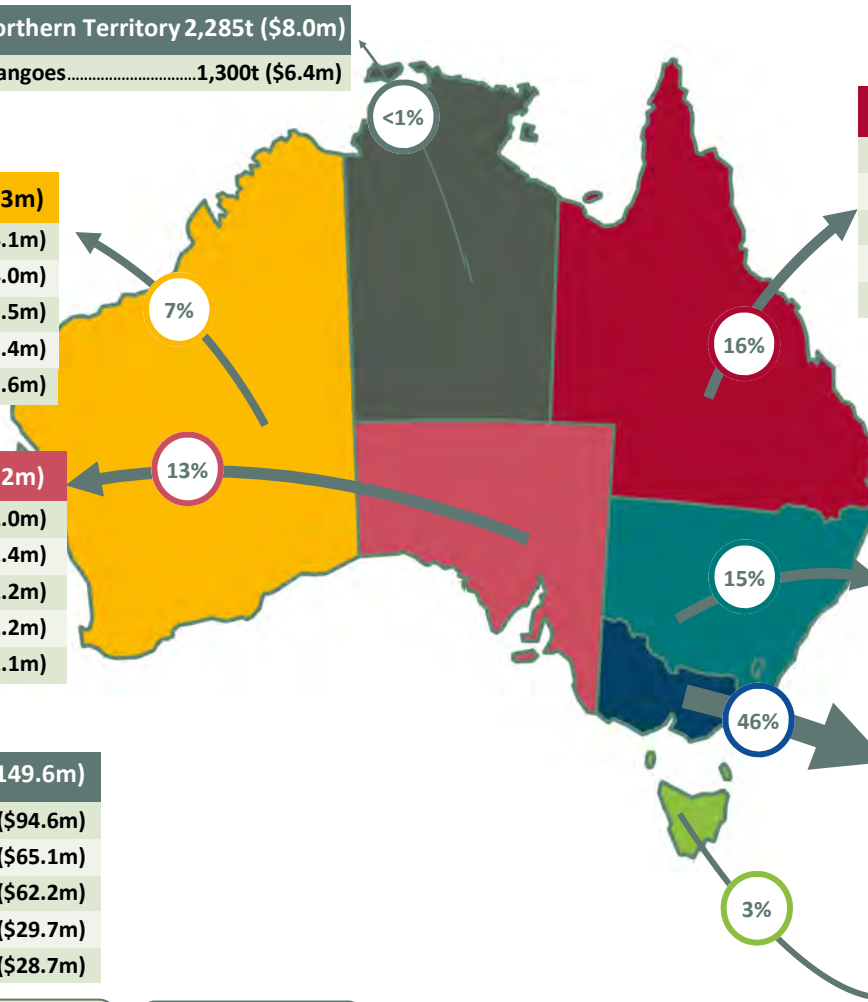 orthern Territory 2,285t ($8.0m)
angoes..............................1,300t ($6.4m)
<1%
3m)
.1m)
.0m)
.5m)
.4m)
.6m)
7%
16%
2m)
.0m)
.4m)
.2m)
.2m)
.1m)
13%
15%
46%
149.6m)
($94.6m)
($65.1m)
($62.2m)
($29.7m)
($28.7m)
3%